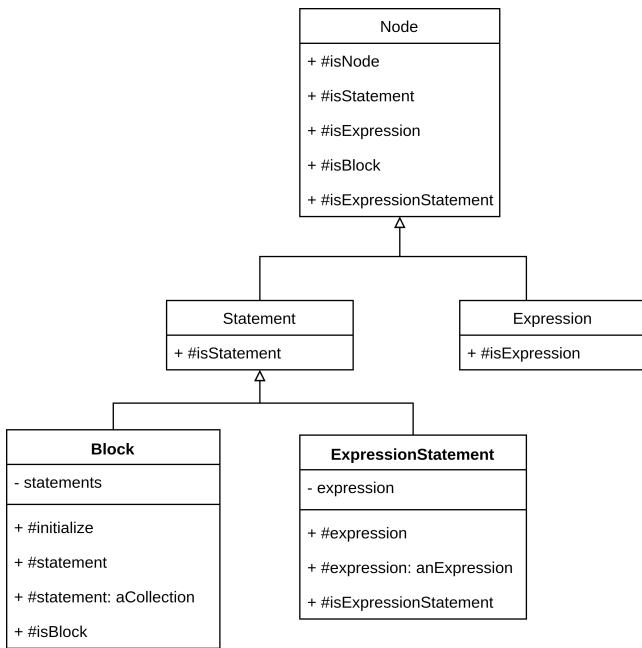 Node
+ #isNode
+ #isStatement
+ #isExpression
+ #isBlock
+ #isExpressionStatement
Statement
+ #isStatement
Expression
+ #isExpression
Block
- statements
+ #initialize
+ #statement
+ #statement: aCollection
+ #isBlock
ExpressionStatement
- expression
+ #expression
+ #expression: anExpression
+ #isExpressionStatement